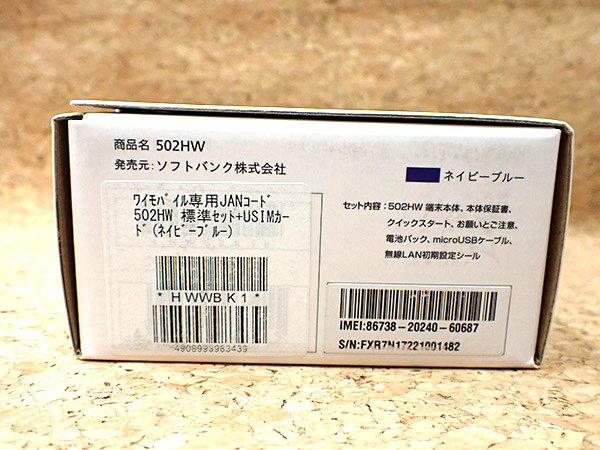 商品名 502HW
発売元: ソフトバンク株式会社
ネイビーブルー
ワイモバイル専用JANコード
502HW 標準セット+USIMカー
ド(ネイビーブルー)
* HWWBK1 *
4908993983439
セット内容:502HW 端末本体、本体保証書、
クイックスタート、お願いとご注意、
電池パック、microUSBケーブル、
無線LAN初期設定シール
IMEI:86738-20240-60687
S/N:FXR7N17221001482